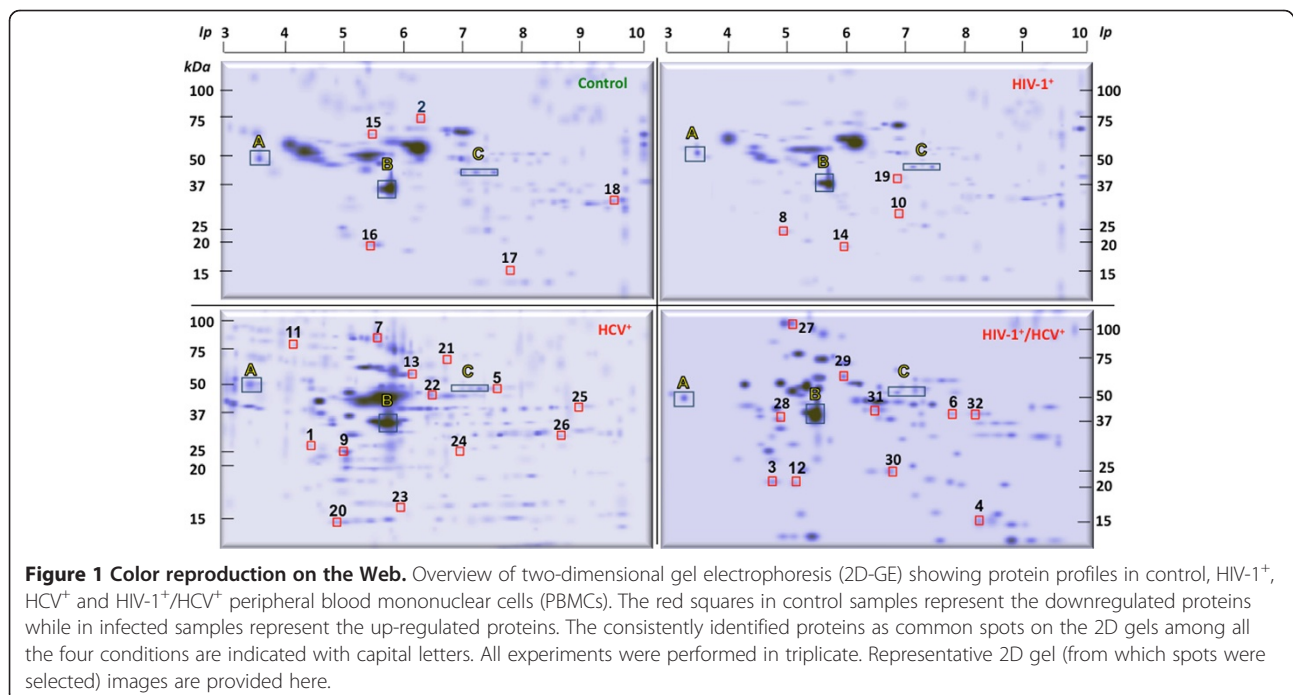 Ip 3 4 5 6 7 8 9 10 3 4 5 6 7 8 9 10 Ip
kDa
100 Control HIV-1⁺ 100
75 2 75
15
A A
50 B C B C 50
37 19 37
18 10
25 8 25
20 16 14 20
17
15 15
100 7 HCV⁺ 27 HIV-1⁺/HCV⁺ 100
11
75 21 29 75
A 13 C A C
50 22 5 50
B B
37 25 28 31 6 32 37
1 9 24 26
25 3 12 30 25
20 20
23
15 20 4 15
Figure 1 Color reproduction on the Web. Overview of two-dimensional gel electrophoresis (2D-GE) showing protein profiles in control, HIV-1⁺,
HCV⁺ and HIV-1⁺/HCV⁺ peripheral blood mononuclear cells (PBMCs). The red squares in control samples represent the downregulated proteins
while in infected samples represent the up-regulated proteins. The consistently identified proteins as common spots on the 2D gels among all
the four conditions are indicated with capital letters. All experiments were performed in triplicate. Representative 2D gel (from which spots were
selected) images are provided here.